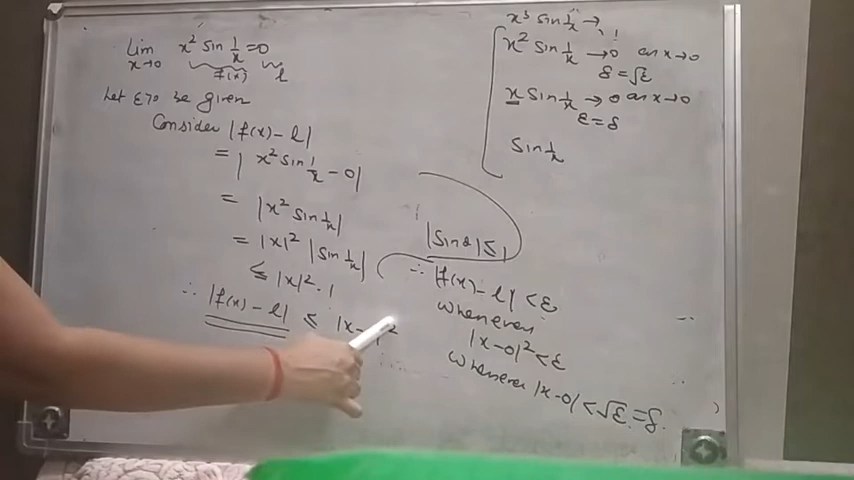 lim x² sin 1/x = 0
x→0
f(x) l
Let ε>0 be given
Consider |f(x) - l|
= | x² sin 1/x - 0|
= |x² sin 1/x|
= |x|² |sin 1/x|
≤ |x|² . 1
∴ |f(x) - l| ≤ |x - |²
|sin θ| ≤ 1
∴ |f(x) - l| < ε
whenever
|x-0|² < ε
whenever |x-0| < √ε = δ
x³ sin 1/x →
x² sin 1/x → 0 as x→0
δ = √ε
x sin 1/x → 0 as x→0
ε = δ
sin 1/x